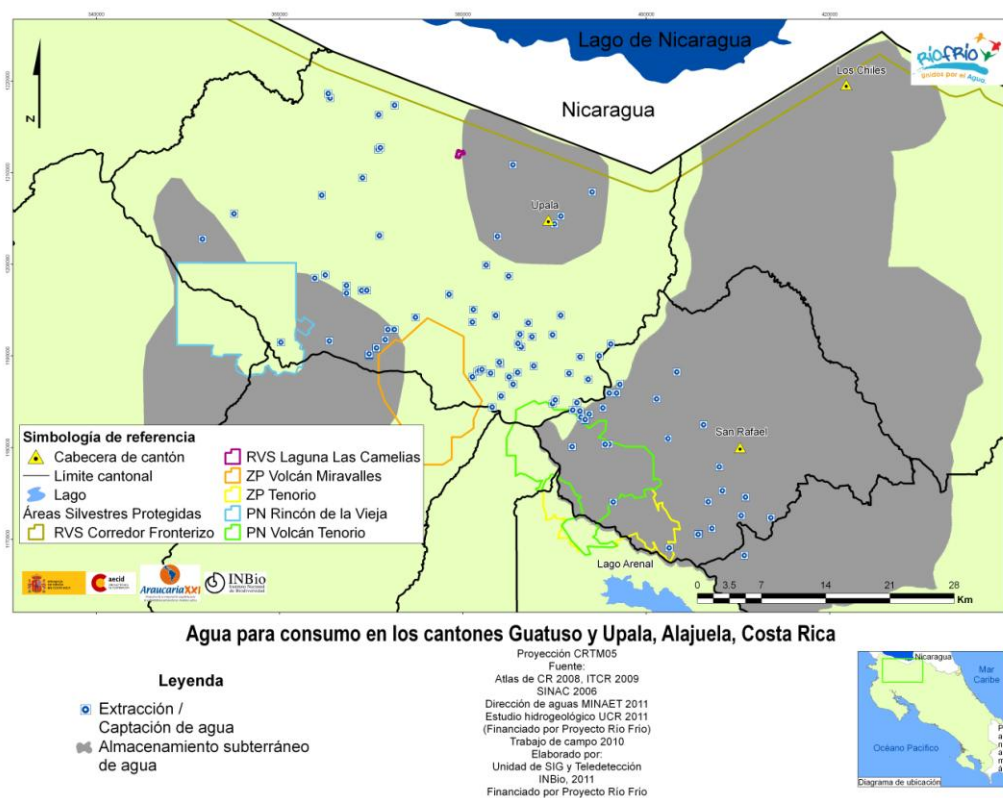 Lago de Nicaragua
RíoFrío
Unidos por el Agua.
Los Chiles
Nicaragua
N
Upala
San Rafael
Lago Arenal
Simbología de referencia
Cabecera de cantón
Límite cantonal
Lago
Áreas Silvestres Protegidas
RVS Corredor Fronterizo
RVS Laguna Las Camelias
ZP Volcán Miravalles
ZP Tenorio
PN Rincón de la Vieja
PN Volcán Tenorio
aecid
AraucariaXXI
INBio
0 3.5 7 14 21 28
Km
Agua para consumo en los cantones Guatuso y Upala, Alajuela, Costa Rica
Leyenda
Extracción /
Captación de agua
Almacenamiento subterráneo
de agua
Proyección CRTM05
Fuente:
Atlas de CR 2008, ITCR 2009
SINAC 2006
Dirección de aguas MINAET 2011
Estudio hidrogeológico UCR 2011
(Financiado por Proyecto Río Frío)
Trabajo de campo 2010
Elaborado por:
Unidad de SIG y Teledetección
INBio, 2011
Financiado por Proyecto Río Frío
Nicaragua
Mar
Caribe
Océano Pacífico
Diagrama de ubicación